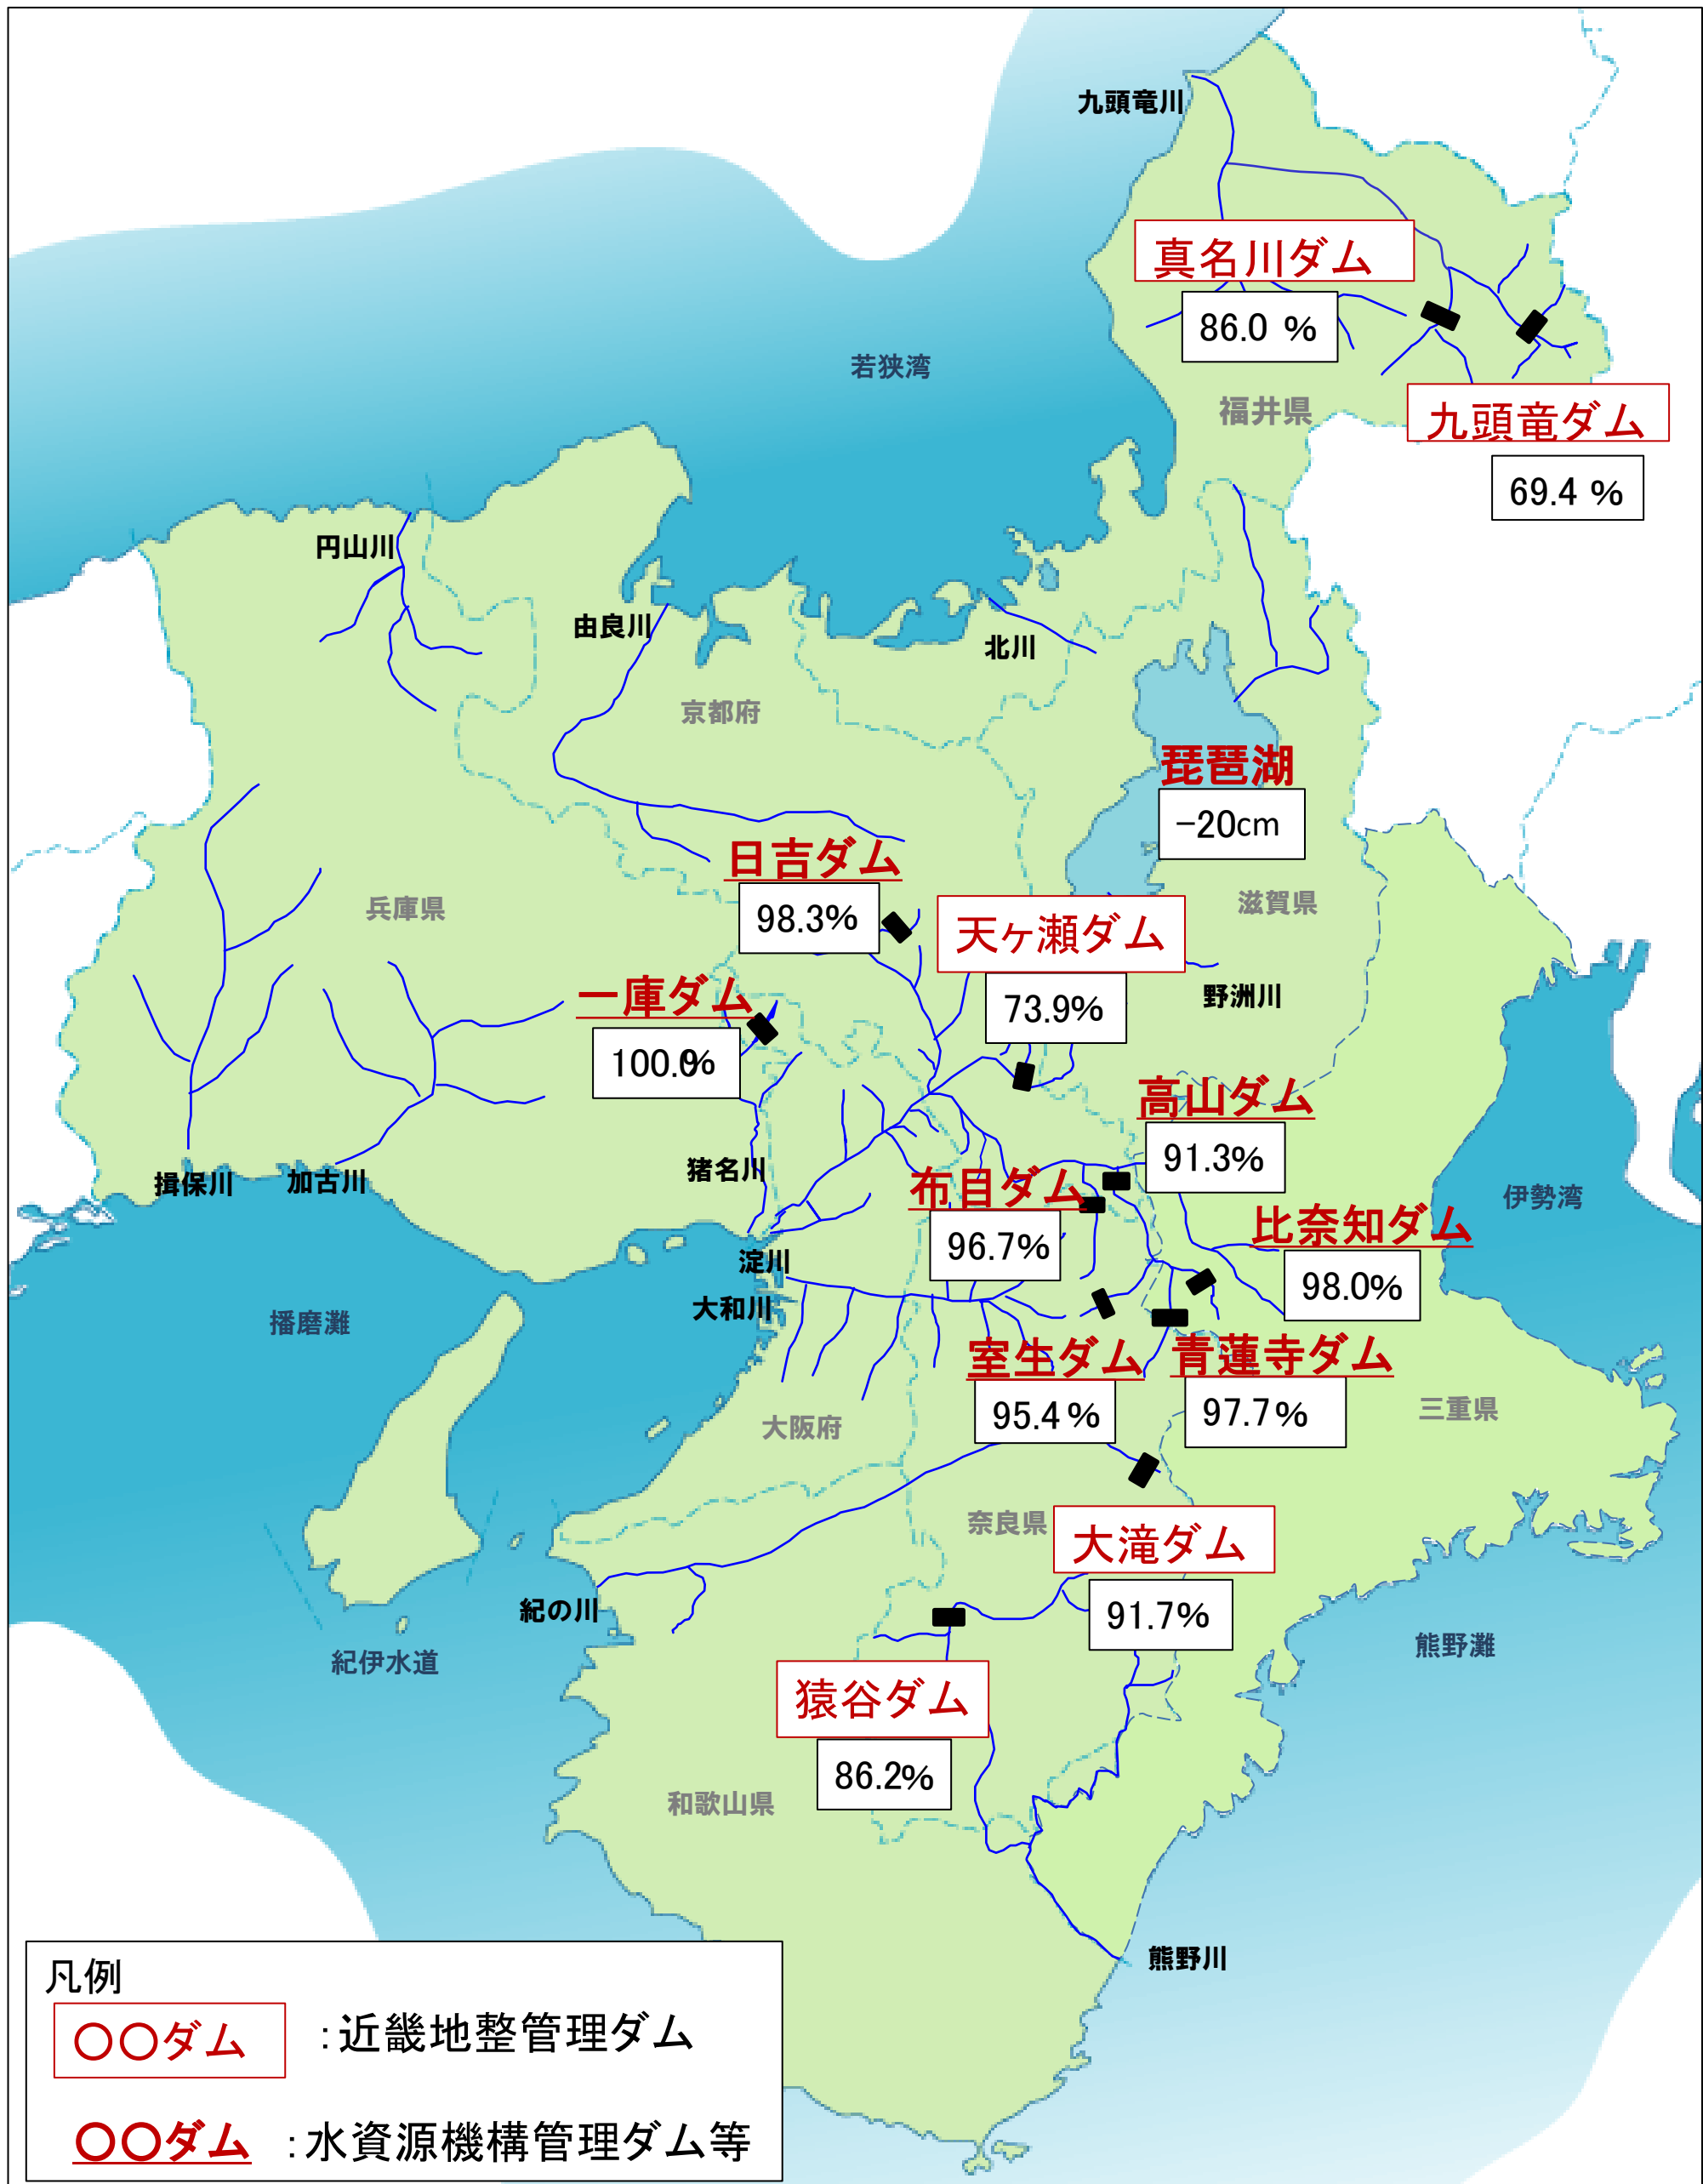 九頭竜川
真名川ダム
86.0 %
若狭湾
福井県
九頭竜ダム
69.4 %
円山川
由良川
北川
京都府
琵琶湖
−20cm
日吉ダム
98.3%
兵庫県
滋賀県
天ヶ瀬ダム
73.9%
野洲川
一庫ダム
100.0%
高山ダム
91.3%
猪名川
揖保川
加古川
布目ダム
96.7%
伊勢湾
比奈知ダム
98.0%
淀川
大和川
播磨灘
室生ダム
95.4%
青蓮寺ダム
97.7%
三重県
大阪府
奈良県
大滝ダム
91.7%
紀の川
紀伊水道
熊野灘
猿谷ダム
86.2%
和歌山県
熊野川
凡例
〇〇ダム :近畿地整管理ダム
〇〇ダム :水資源機構管理ダム等